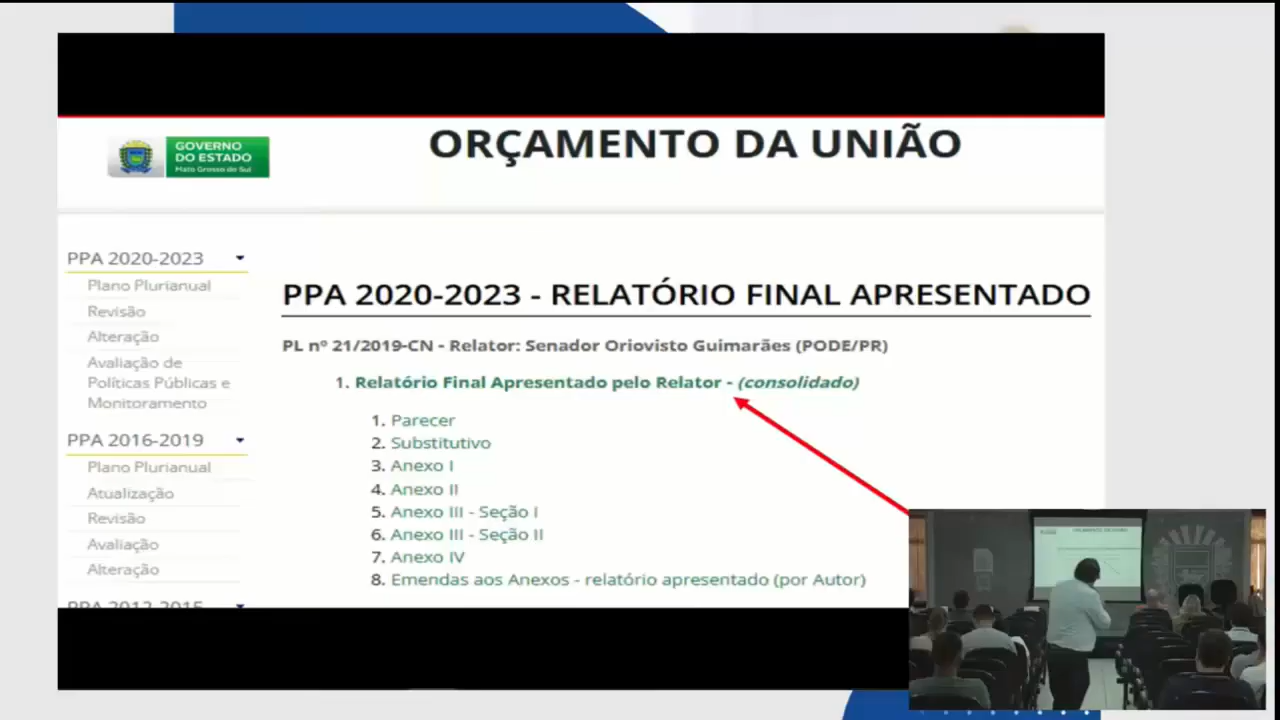 GOVERNO
DO ESTADO
Mato Grosso do Sul
ORÇAMENTO DA UNIÃO
PPA 2020-2023
Plano Plurianual
Revisão
Alteração
Avaliação de
Políticas Públicas e
Monitoramento
PPA 2016-2019
Plano Plurianual
Atualização
Revisão
Avaliação
Alteração
PPA 2012-2015
PPA 2020-2023 - RELATÓRIO FINAL APRESENTADO
PL nº 21/2019-CN - Relator: Senador Oriovisto Guimarães (PODE/PR)
1. Relatório Final Apresentado pelo Relator - (consolidado)
1. Parecer
2. Substitutivo
3. Anexo I
4. Anexo II
5. Anexo III - Seção I
6. Anexo III - Seção II
7. Anexo IV
8. Emendas aos Anexos - relatório apresentado (por Autor)